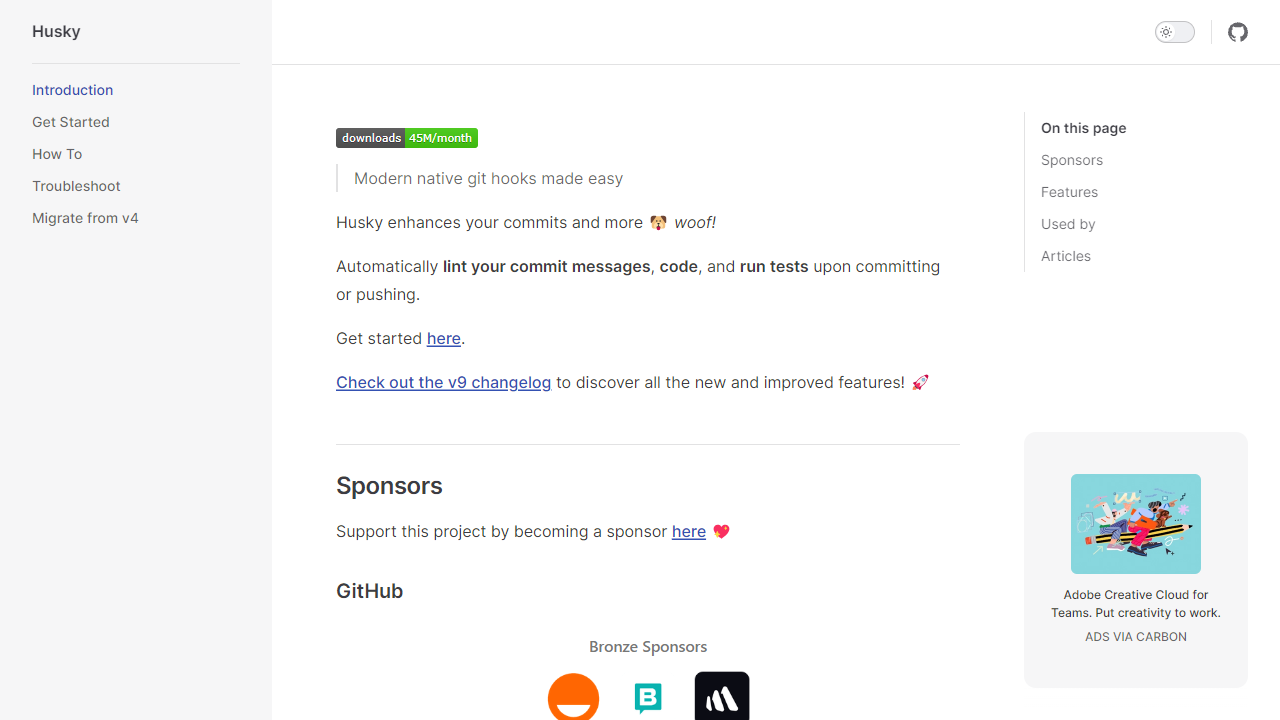 Husky
Introduction
Get Started
How To
Troubleshoot
Migrate from v4
downloads 45M/month
Modern native git hooks made easy
Husky enhances your commits and more 🐶 woof!
Automatically lint your commit messages, code, and run tests upon committing
or pushing.
Get started here.
Check out the v9 changelog to discover all the new and improved features! 🚀
Sponsors
Support this project by becoming a sponsor here 💖
GitHub
Bronze Sponsors
B
On this page
Sponsors
Features
Used by
Articles
Adobe Creative Cloud for
Teams. Put creativity to work.
ADS VIA CARBON